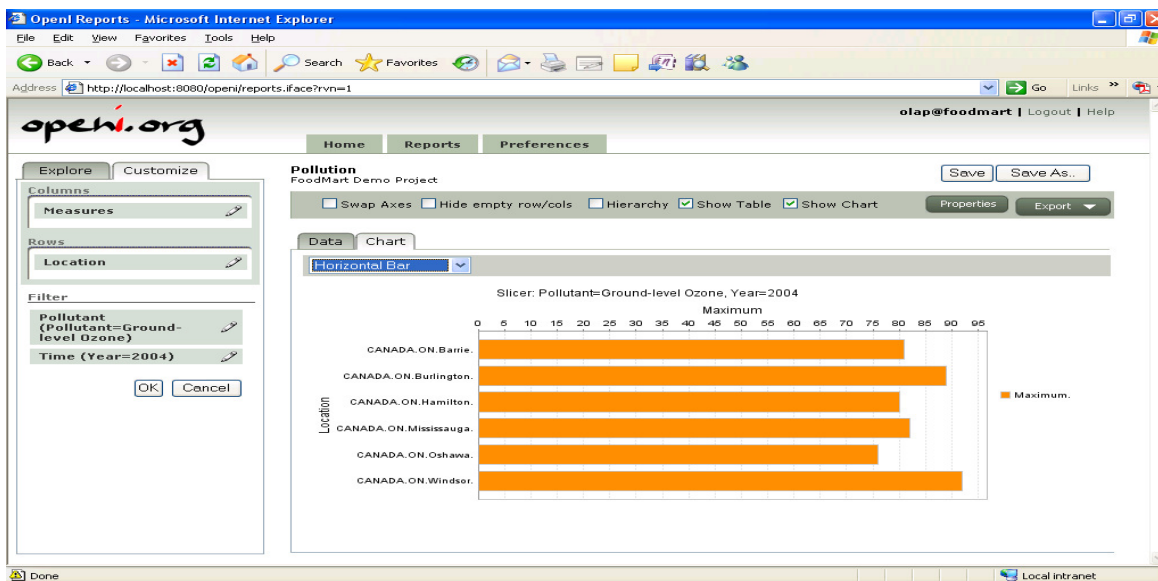 OpenI Reports - Microsoft Internet Explorer
File Edit View Favorites Tools Help
Back Search Favorites
Address http://localhost:8080/openi/reports.iface?rvn=1 Go Links »
openi.org
olap@foodmart | Logout | Help
Home Reports Preferences
Explore Customize
Columns
Measures
Rows
Location
Filter
Pollutant
(Pollutant=Ground-
level Ozone)
Time (Year=2004)
OK Cancel
Pollution
FoodMart Demo Project
Save Save As..
Swap Axes Hide empty row/cols Hierarchy Show Table Show Chart Properties Export
Data Chart
Horizontal Bar
Slicer: Pollutant=Ground-level Ozone, Year=2004
Maximum
0 5 10 15 20 25 30 35 40 45 50 55 60 65 70 75 80 85 90 95
Location
CANADA.ON.Barrie.
CANADA.ON.Burlington.
CANADA.ON.Hamilton.
CANADA.ON.Mississauga.
CANADA.ON.Oshawa.
CANADA.ON.Windsor.
Maximum.
Done Local intranet